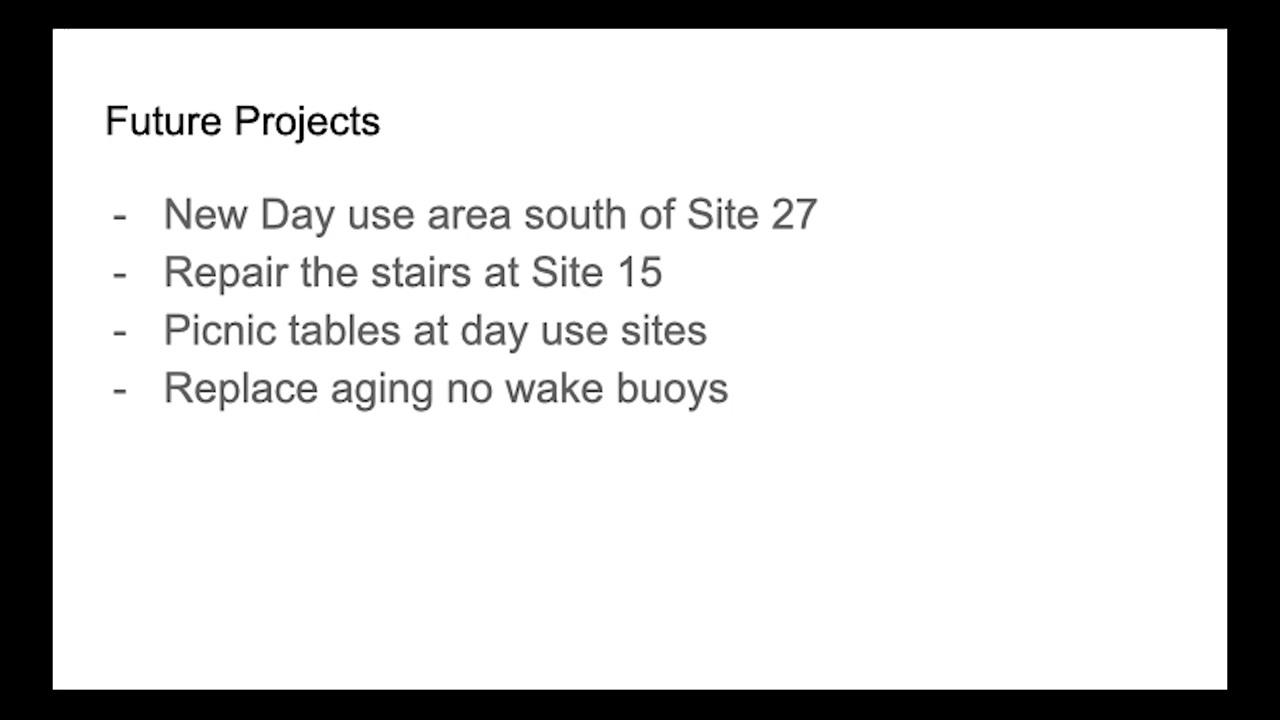 Future Projects
- New Day use area south of Site 27
- Repair the stairs at Site 15
- Picnic tables at day use sites
- Replace aging no wake buoys